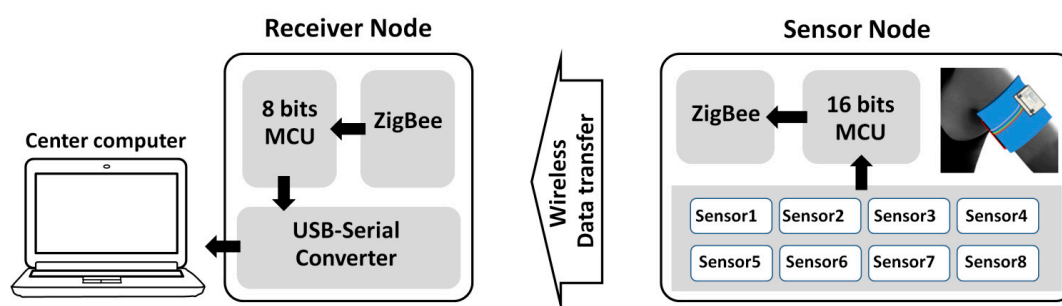 Receiver Node
Sensor Node
Center computer
8 bits
MCU
ZigBee
USB-Serial
Converter
Wireless
Data transfer
ZigBee
16 bits
MCU
Sensor1
Sensor2
Sensor3
Sensor4
Sensor5
Sensor6
Sensor7
Sensor8